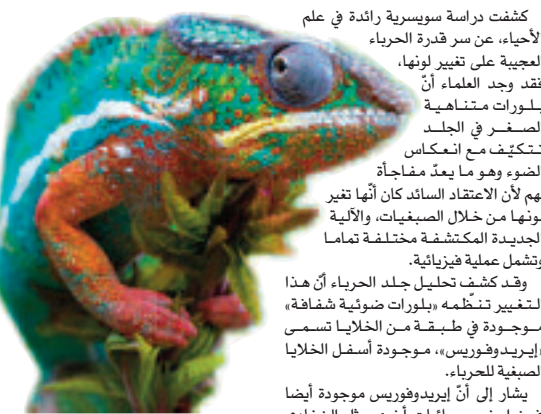 كشفت دراسة سويسرية رائدة في علم
الأحياء، عن سر قدرة الحرباء
العجيبة على تغيير لونها،
فقد وجد العلماء أنّ
بلورات متناهية
الصغر في الجلد
تتكيّف مع انعكاس
الضوء وهو ما يعدّ مفاجأة
لهم لأن الاعتقاد السائد كان أنّها تغير
لونها من خلال الصبغيات، والآلية
الجديدة المكتشفة مختلفة تماما
وتشمل عملية فيزيائية.
وقد كشف تحليل جلد الحرباء أنّ هذا
التغيير تنظّمه «بلورات ضوئية شفافة»
موجودة في طبقة من الخلايا تسمى
«إيريدوفوريس»، موجودة أسفل الخلايا
الصبغية للحرباء.
يشار إلى أنّ إيريدوفوريس موجودة أيضا